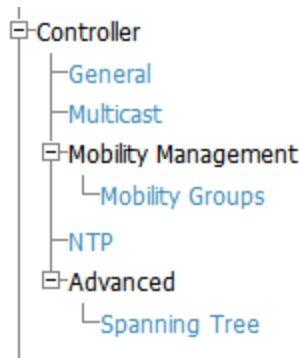 Controller
General
Multicast
Mobility Management
Mobility Groups
NTP
Advanced
Spanning Tree